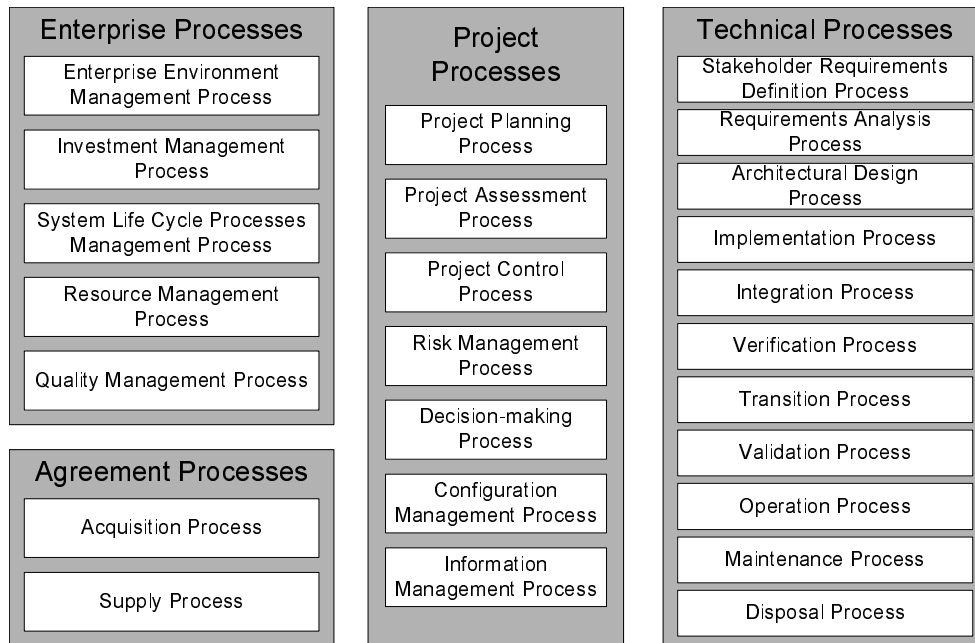 Enterprise Processes
Enterprise Environment
Management Process
Investment Management
Process
System Life Cycle Processes
Management Process
Resource Management
Process
Quality Management Process
Agreement Processes
Acquisition Process
Supply Process
Project
Processes
Project Planning
Process
Project Assessment
Process
Project Control
Process
Risk Management
Process
Decision-making
Process
Configuration
Management Process
Information
Management Process
Technical Processes
Stakeholder Requirements
Definition Process
Requirements Analysis
Process
Architectural Design
Process
Implementation Process
Integration Process
Verification Process
Transition Process
Validation Process
Operation Process
Maintenance Process
Disposal Process